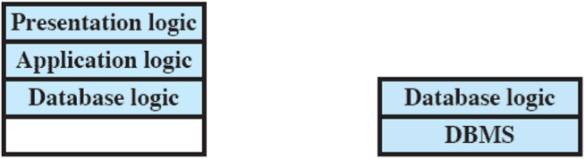 Presentation logic
Application logic
Database logic
Database logic
DBMS